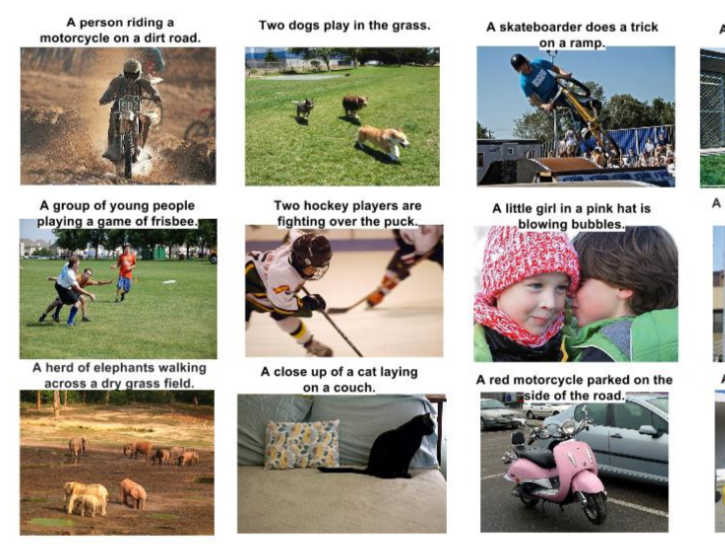 A person riding a
motorcycle on a dirt road.
Two dogs play in the grass.
A skateboarder does a trick
on a ramp.
A
A group of young people
playing a game of frisbee.
Two hockey players are
fighting over the puck.
A little girl in a pink hat is
blowing bubbles.
A
A herd of elephants walking
across a dry grass field.
A close up of a cat laying
on a couch.
A red motorcycle parked on the
side of the road.
A